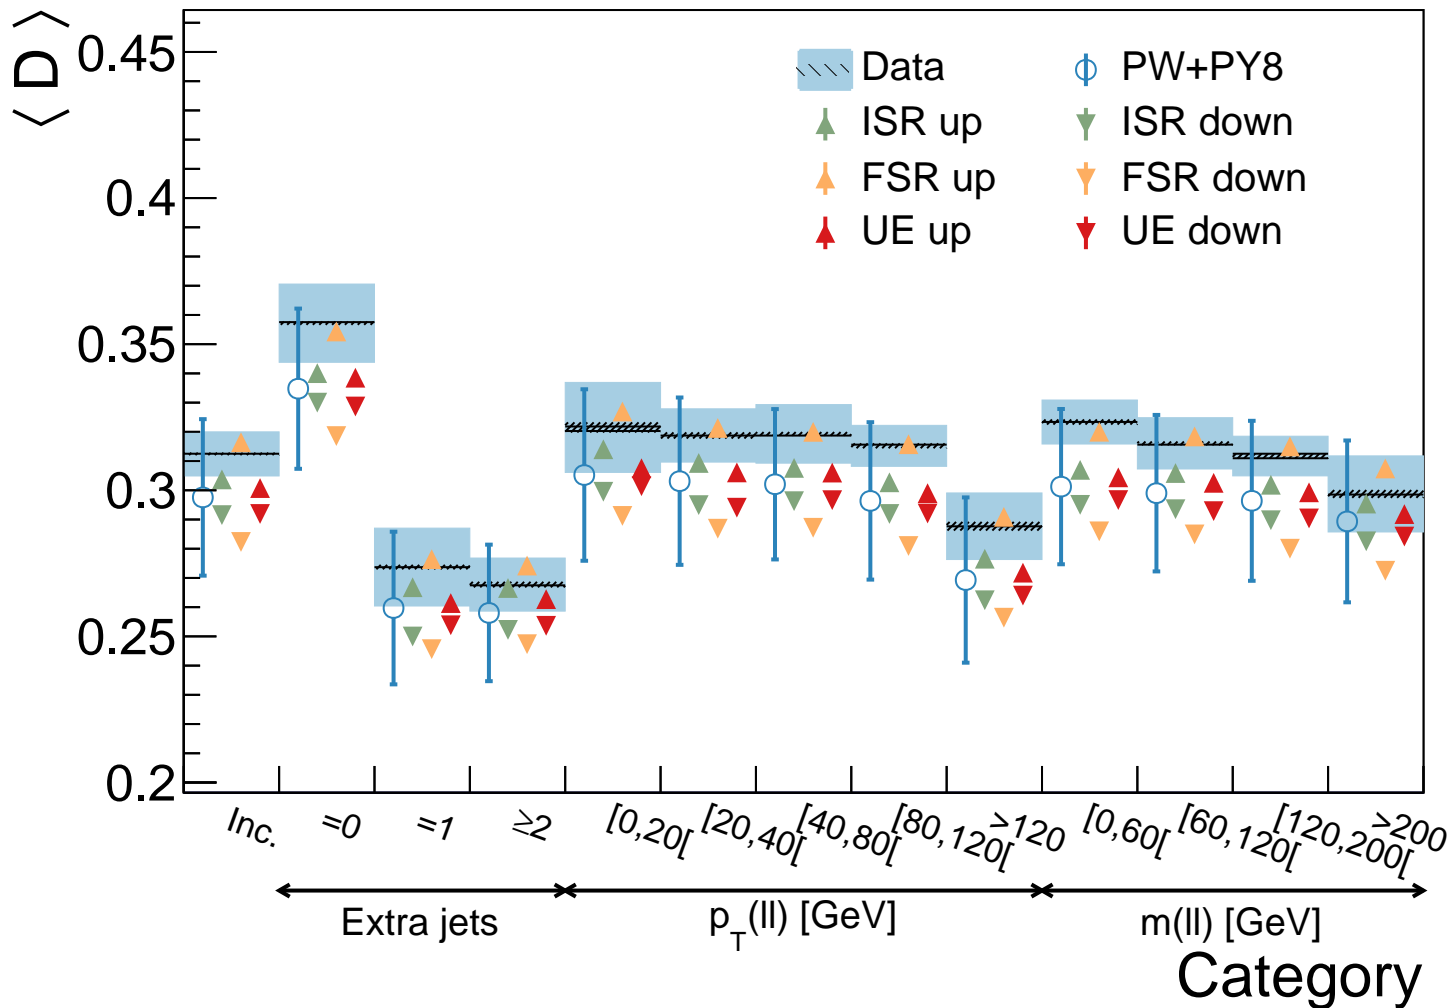 ⟨ D ⟩
0.45
0.4
0.35
0.3
0.25
0.2
Data
PW+PY8
ISR up
ISR down
FSR up
FSR down
UE up
UE down
Inc.
=0
=1
≥2
[0,20[
[20,40[
[40,80[
[80,120[
>120
[0,60[
[60,120[
[120,200[
>200
Extra jets
p_T(ll) [GeV]
m(ll) [GeV]
Category